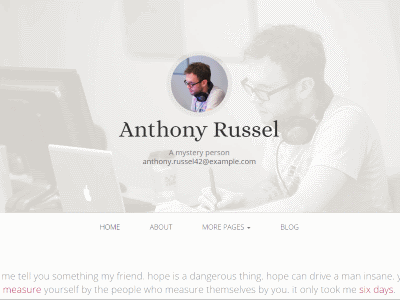 Anthony Russel
A mystery person
anthony.russel42@example.com
HOME ABOUT MORE PAGES BLOG
me tell you something my friend. hope is a dangerous thing. hope can drive a man insane.
measure yourself by the people who measure themselves by you. it only took me six days.